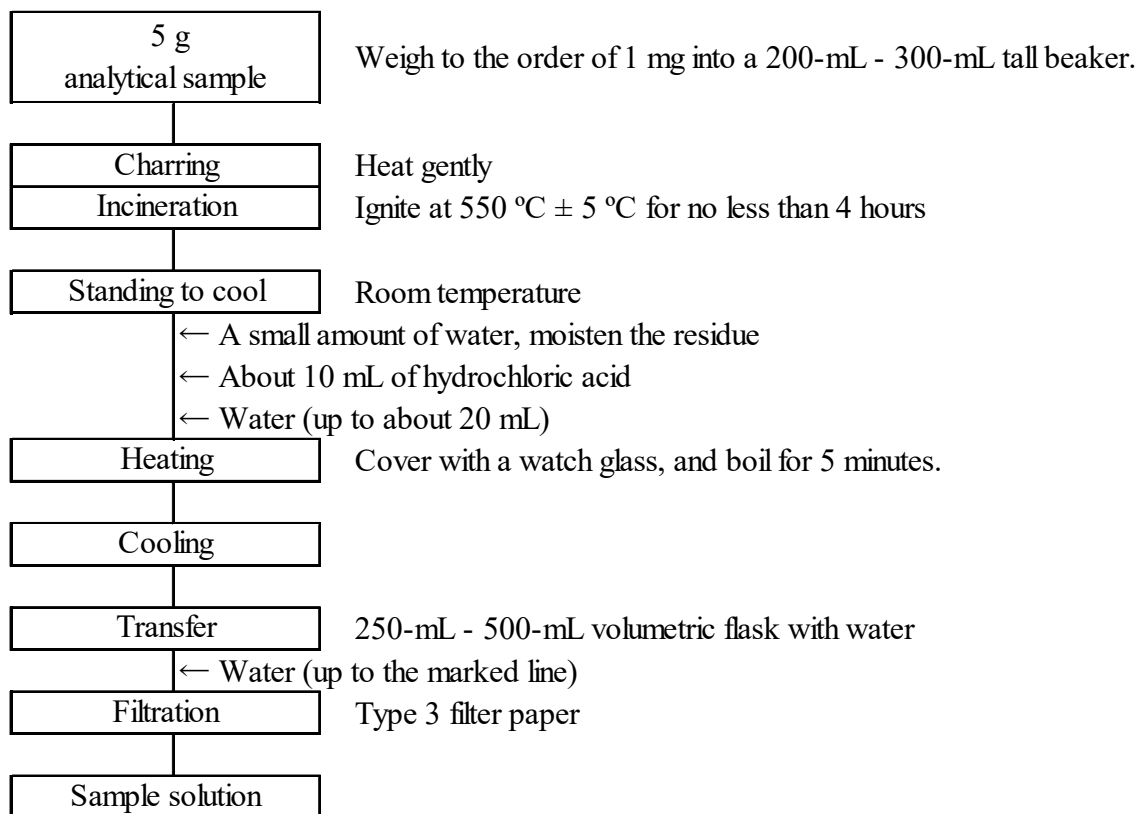 5 g
analytical sample
Weigh to the order of 1 mg into a 200-mL - 300-mL tall beaker.
Charring
Heat gently
Incineration
Ignite at 550 ºC ± 5 ºC for no less than 4 hours
Standing to cool
Room temperature
← A small amount of water, moisten the residue
← About 10 mL of hydrochloric acid
← Water (up to about 20 mL)
Heating
Cover with a watch glass, and boil for 5 minutes.
Cooling
Transfer
250-mL - 500-mL volumetric flask with water
← Water (up to the marked line)
Filtration
Type 3 filter paper
Sample solution